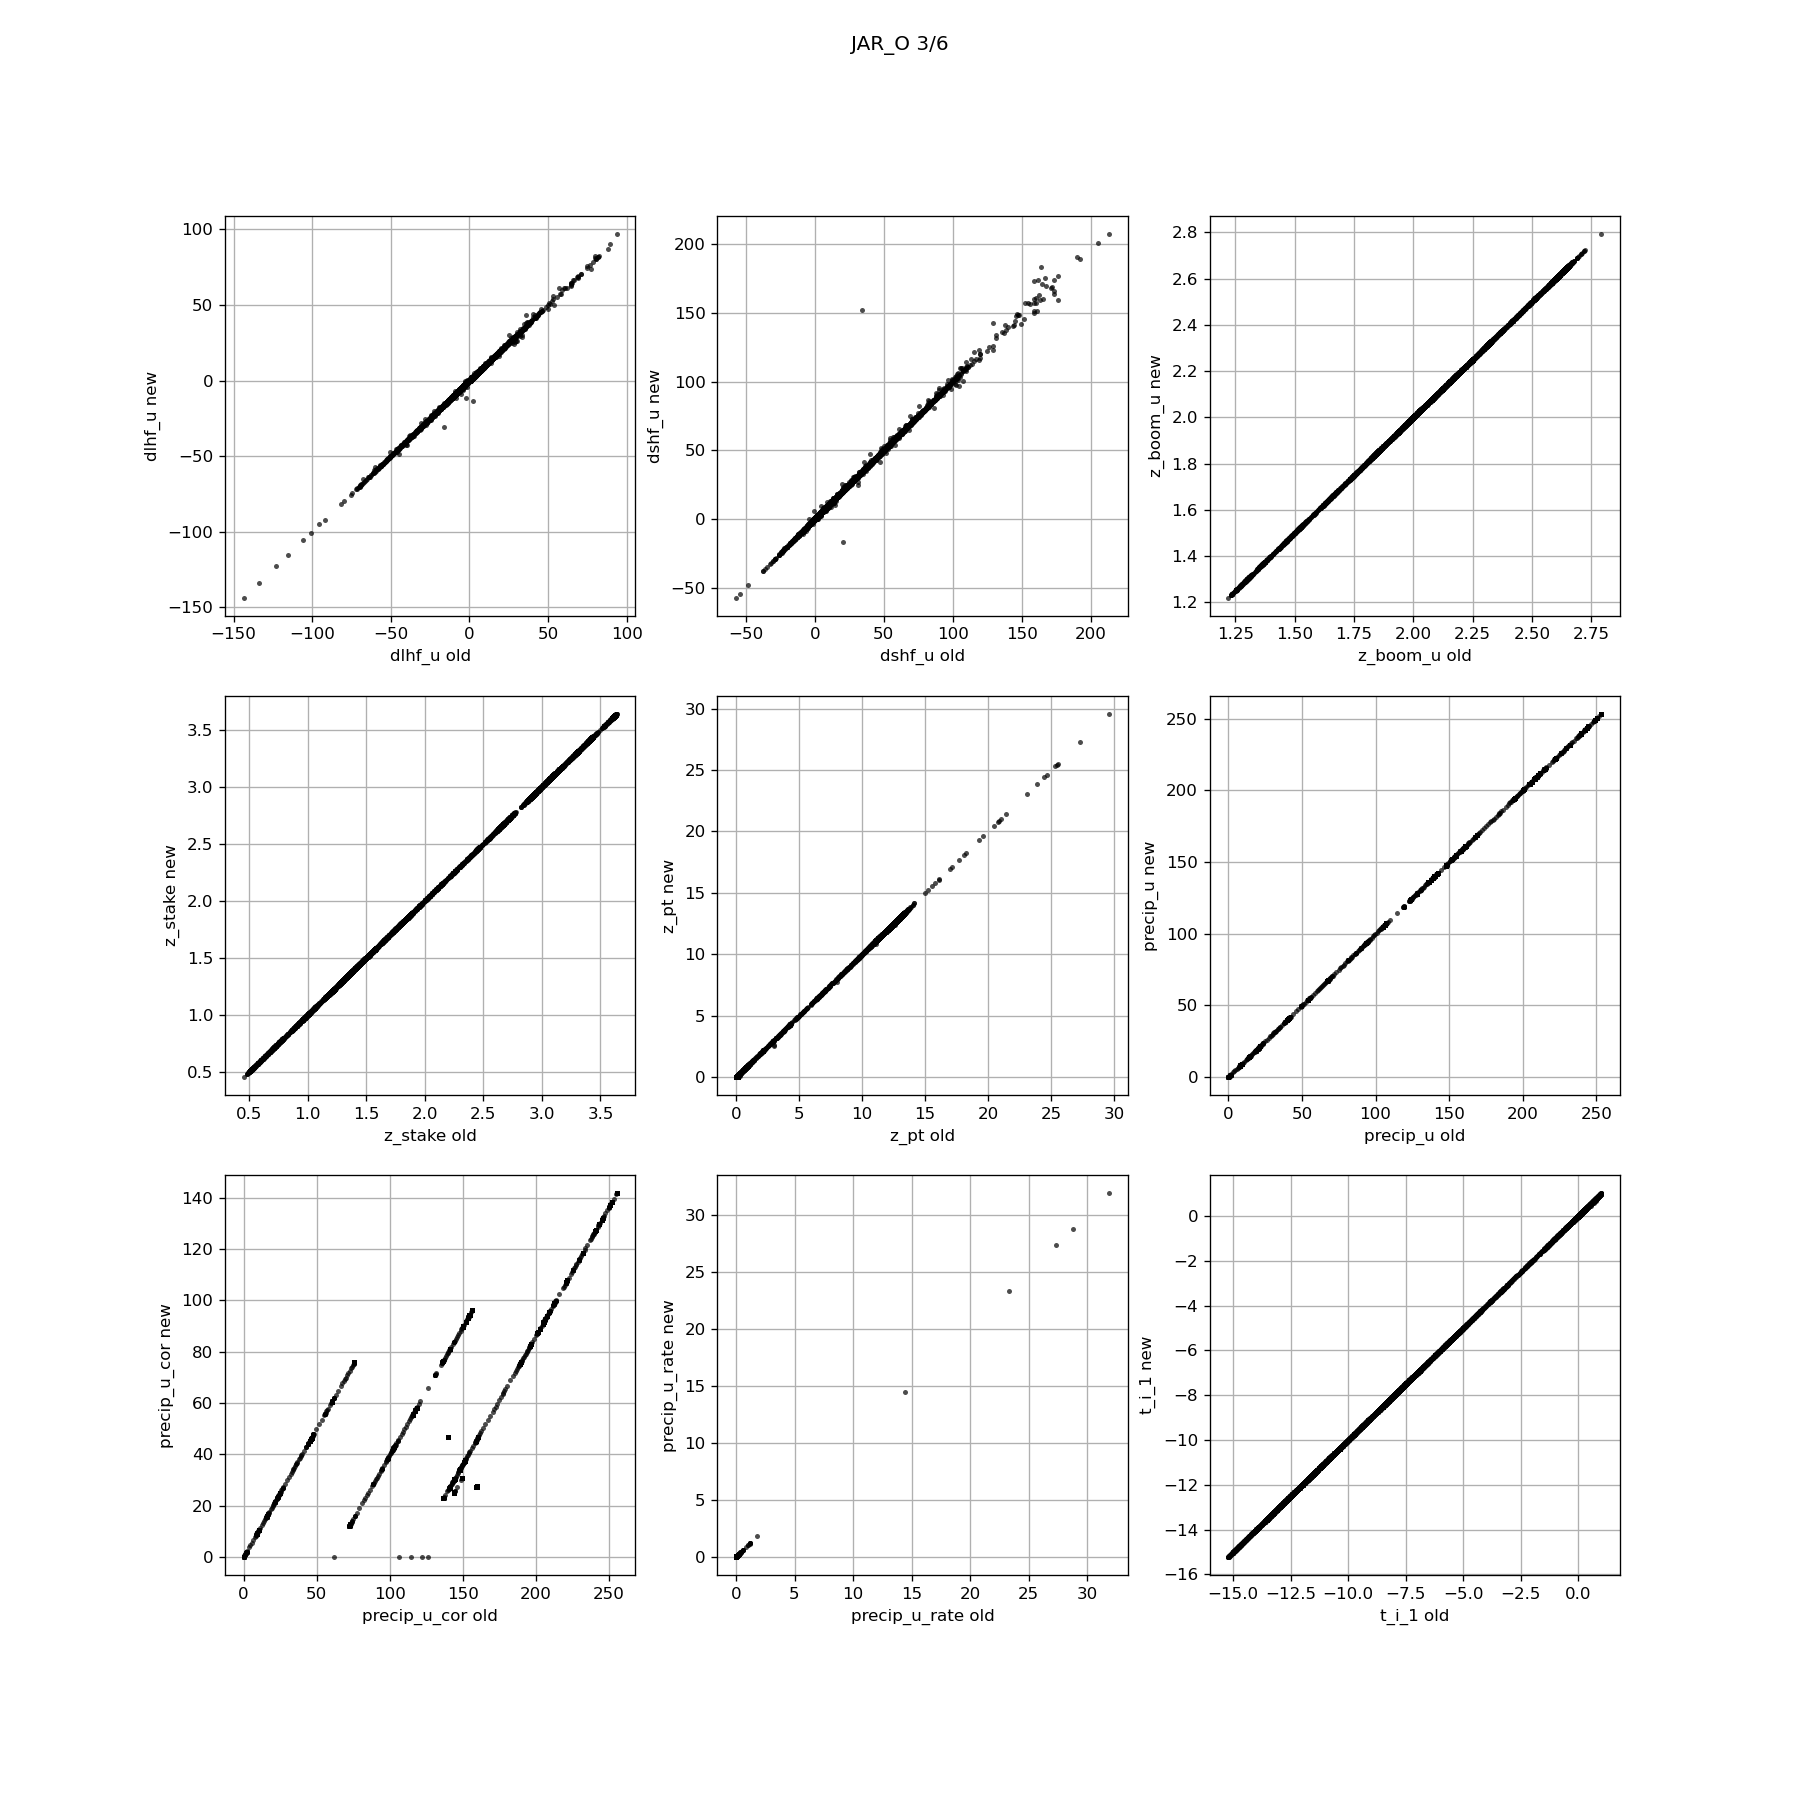 JAR_O 3/6
100
50
0
−50
−100
−150
dlhf_u new
−150 −100 −50 0 50 100
dlhf_u old
200
150
100
50
0
−50
dshf_u new
−50 0 50 100 150 200
dshf_u old
2.8
2.6
2.4
2.2
2.0
1.8
1.6
1.4
1.2
z_boom_u new
1.25 1.50 1.75 2.00 2.25 2.50 2.75
z_boom_u old
3.5
3.0
2.5
2.0
1.5
1.0
0.5
z_stake new
0.5 1.0 1.5 2.0 2.5 3.0 3.5
z_stake old
30
25
20
15
10
5
0
z_pt new
0 5 10 15 20 25 30
z_pt old
250
200
150
100
50
0
precip_u new
0 50 100 150 200 250
precip_u old
140
120
100
80
60
40
20
0
precip_u_cor new
0 50 100 150 200 250
precip_u_cor old
30
25
20
15
10
5
0
precip_u_rate new
0 5 10 15 20 25 30
precip_u_rate old
0
−2
−4
−6
−8
−10
−12
−14
−16
t_i_1 new
−15.0 −12.5 −10.0 −7.5 −5.0 −2.5 0.0
t_i_1 old